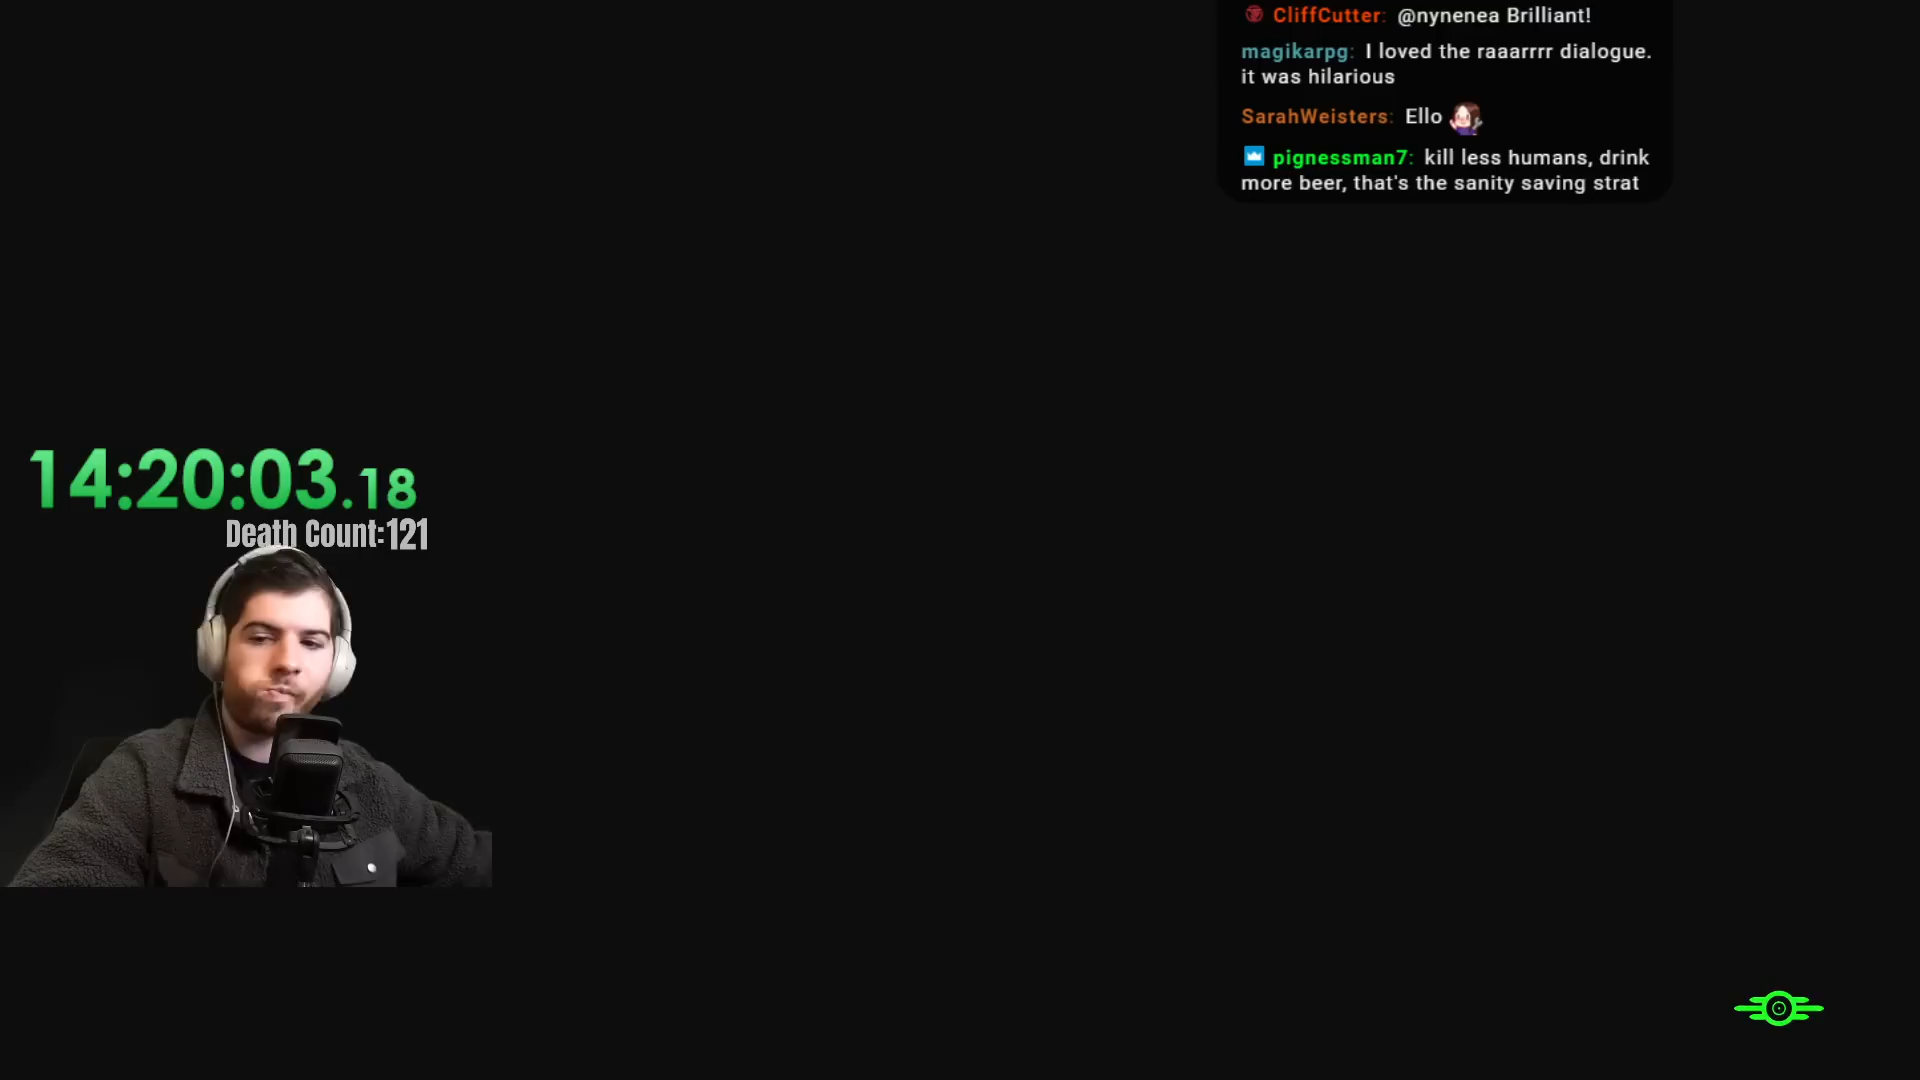 CliffCutter: @nynenea Brilliant!
magikarpg: I loved the raaarrrr dialogue.
it was hilarious
SarahWeisters: Ello
pignessman7: kill less humans, drink
more beer, that's the sanity saving strat
14:20:03.18
Death Count:121